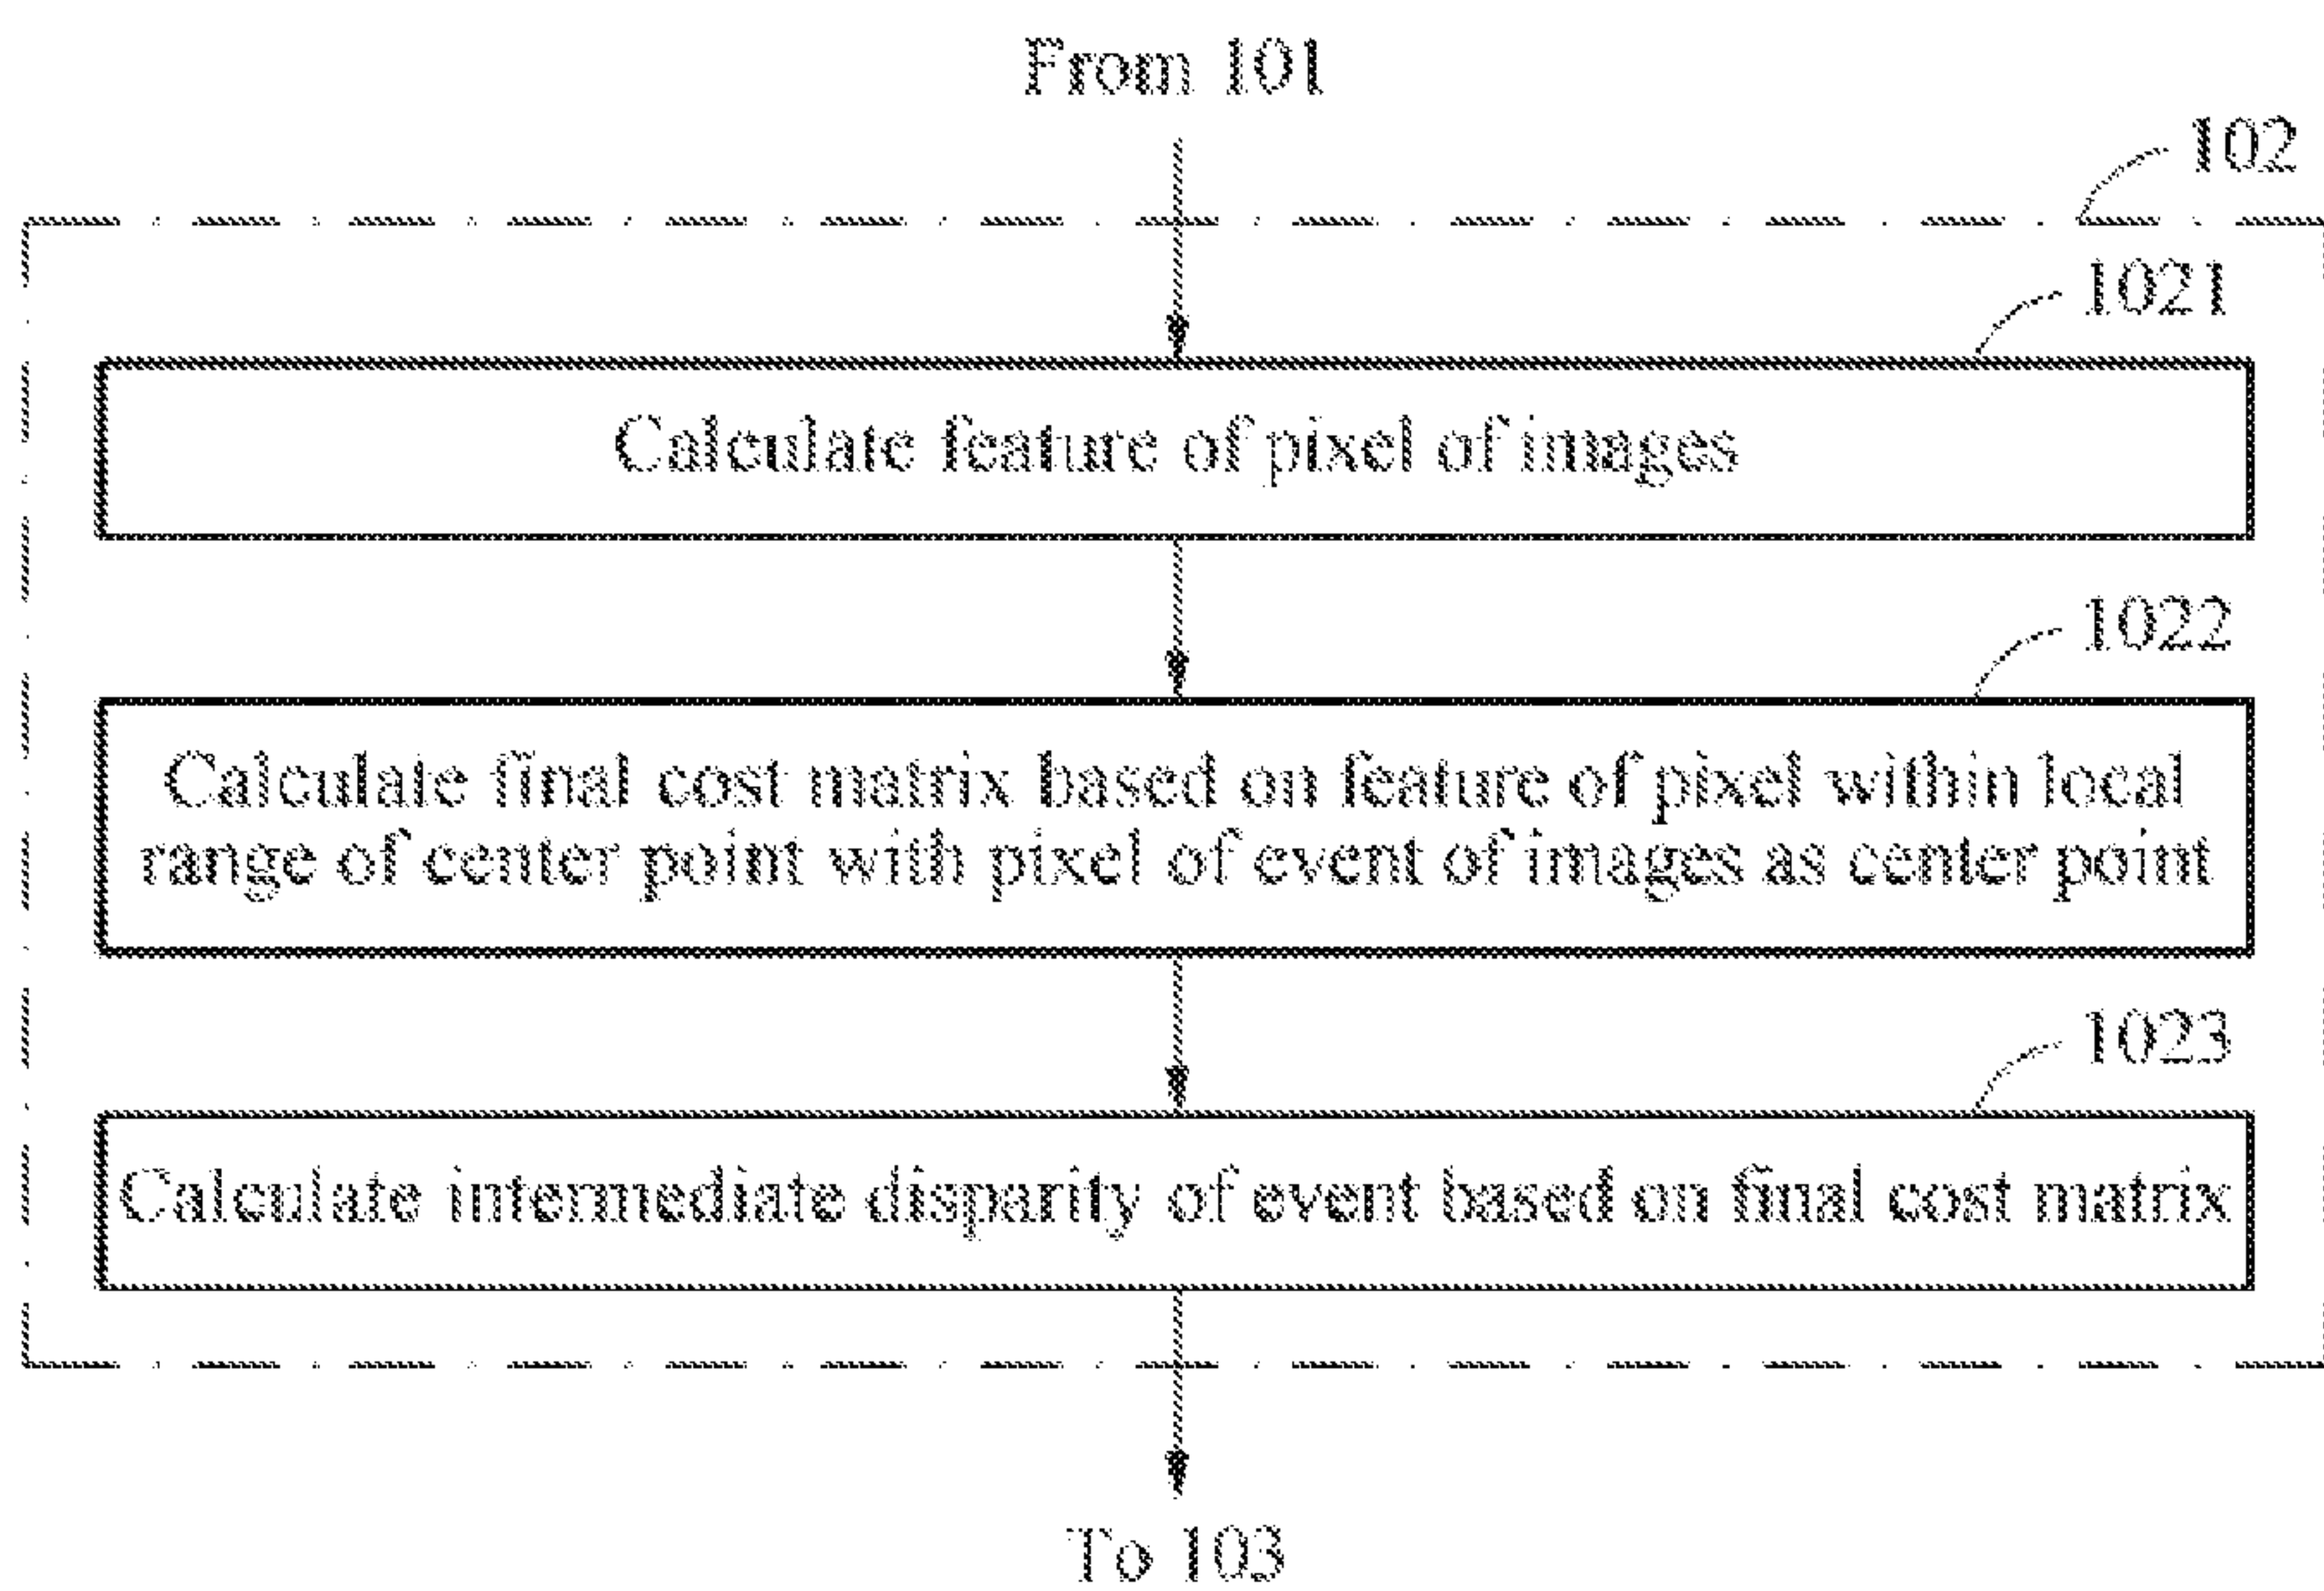 From 101
102
1021
Calculate feature of pixel of images
1022
Calculate final cost matrix based on feature of pixel within local
range of center point with pixel of event of images as center point
1023
Calculate intermediate disparity of event based on final cost matrix
To 103